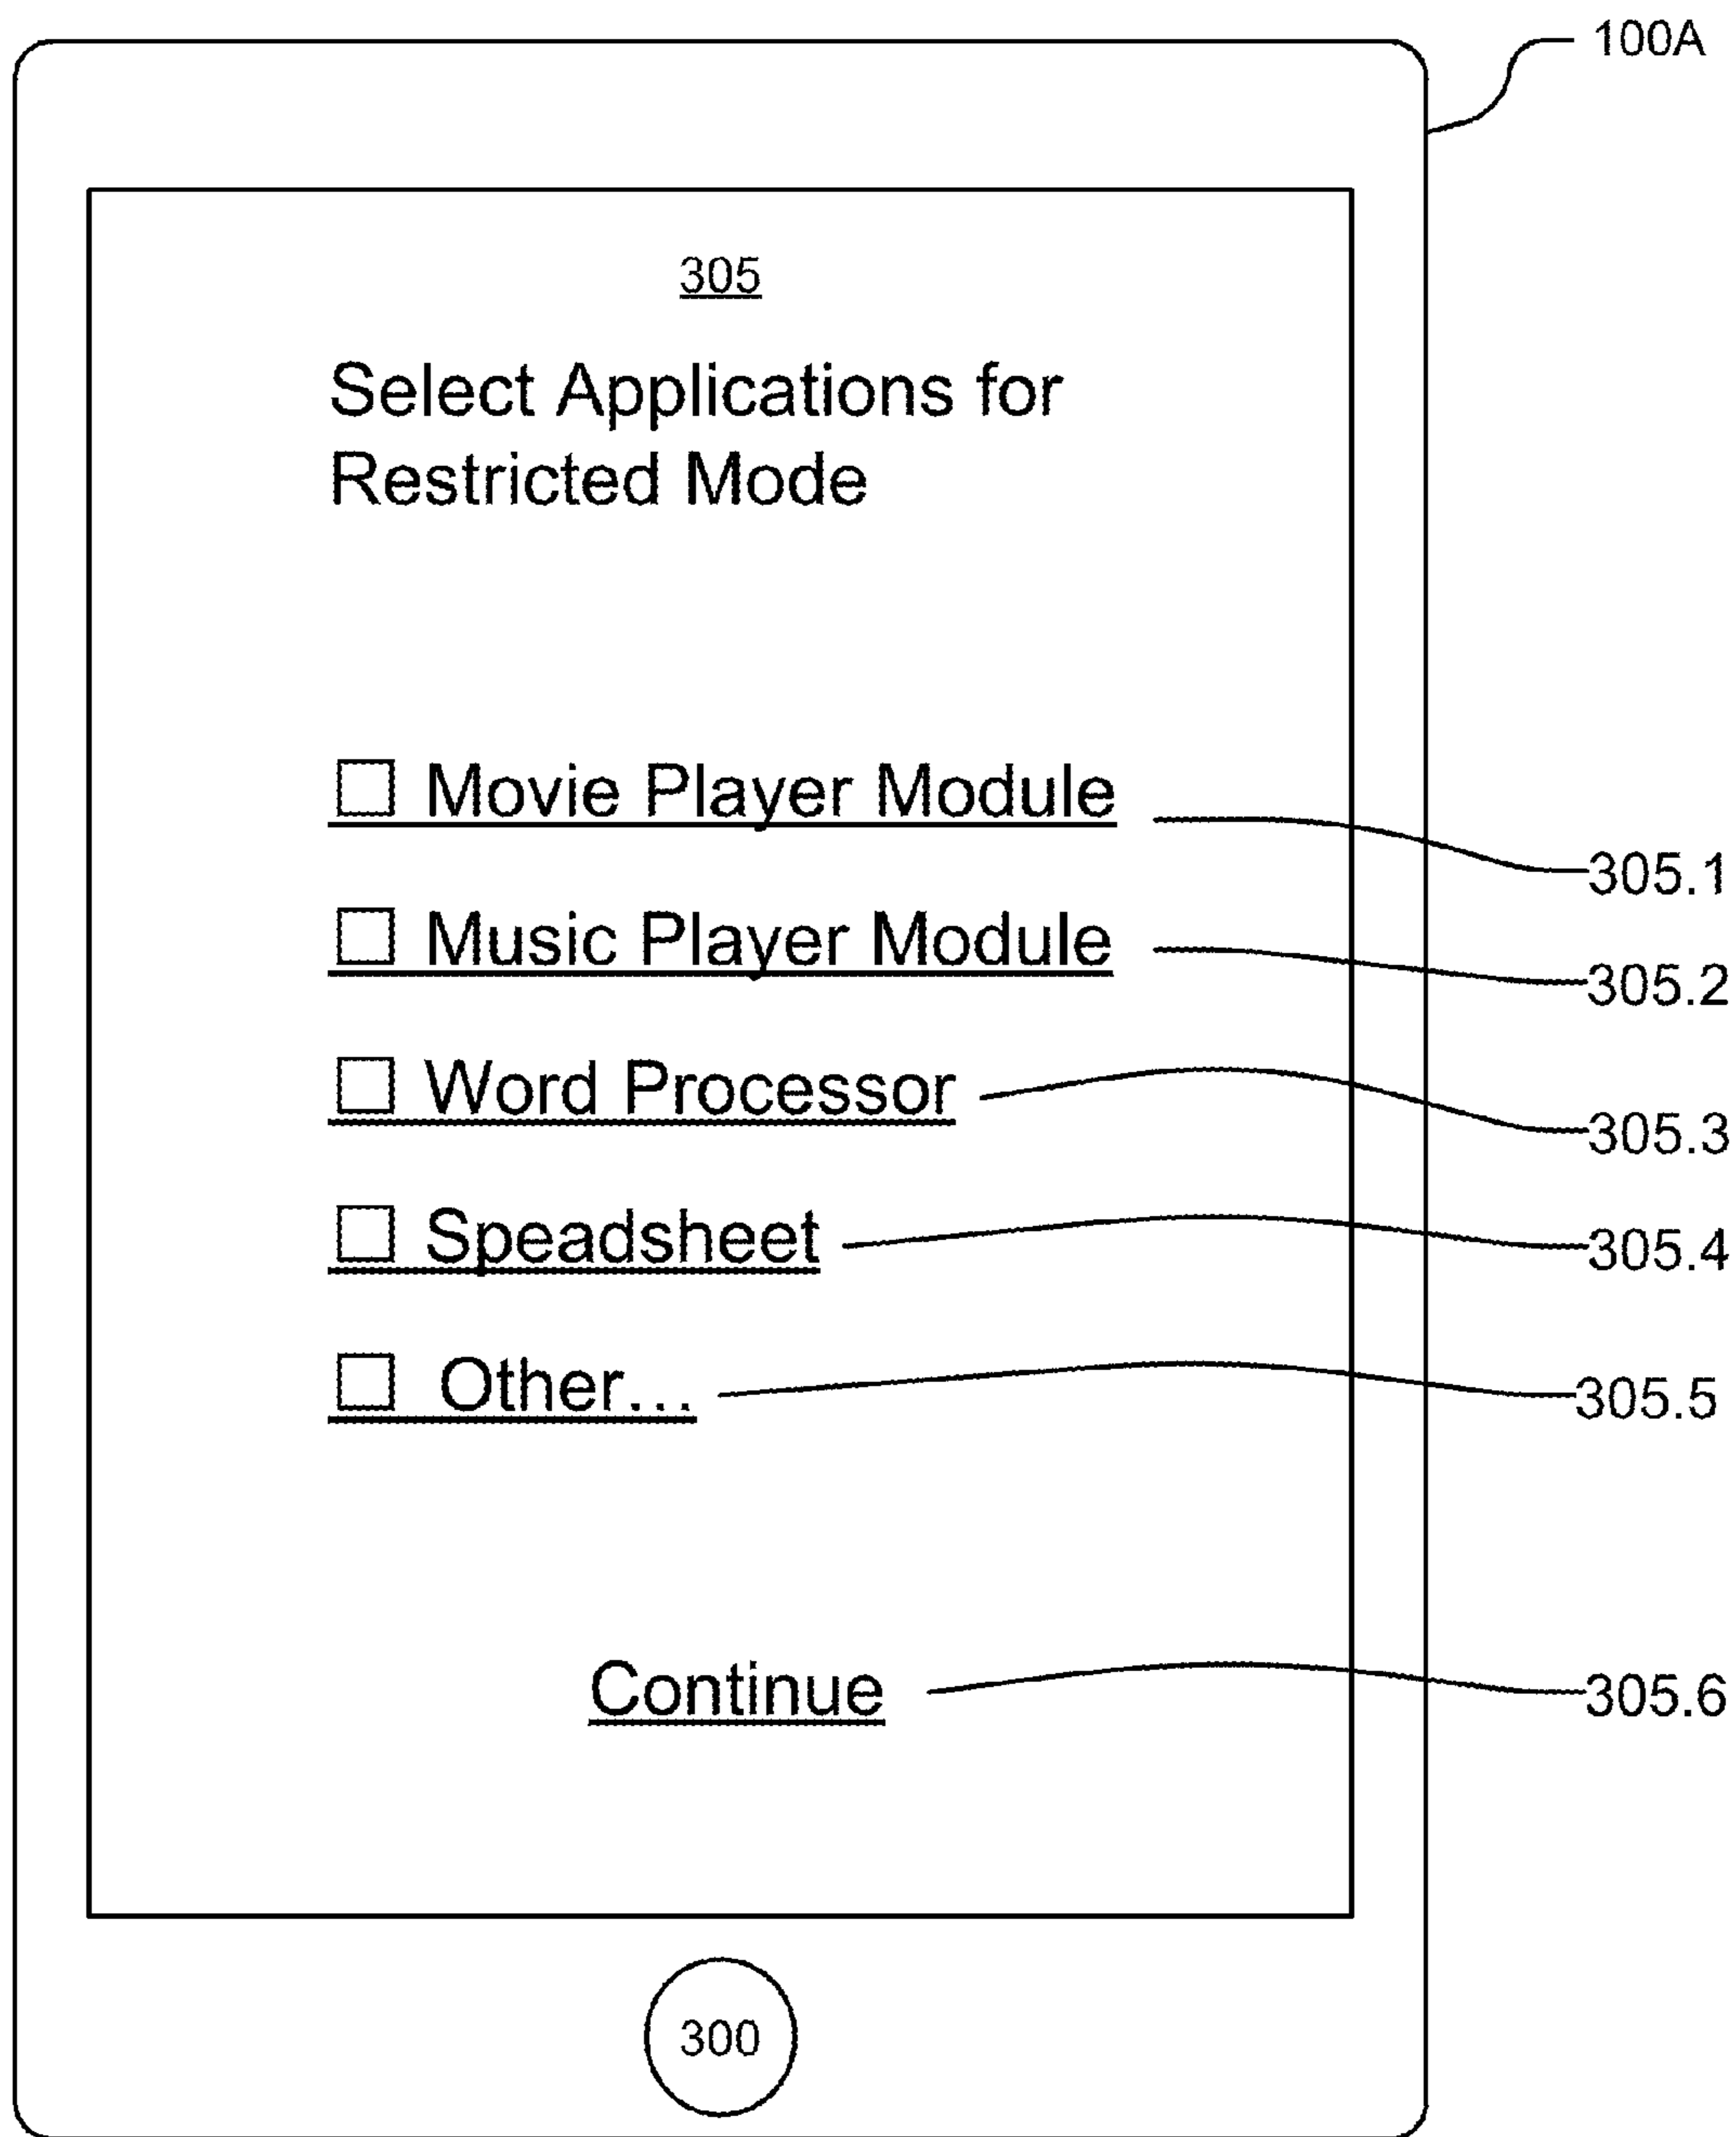 100A
305
Select Applications for
Restricted Mode
☐ Movie Player Module
305.1
☐ Music Player Module
305.2
☐ Word Processor
305.3
☐ Speadsheet
305.4
☐ Other...
305.5
Continue
305.6
300